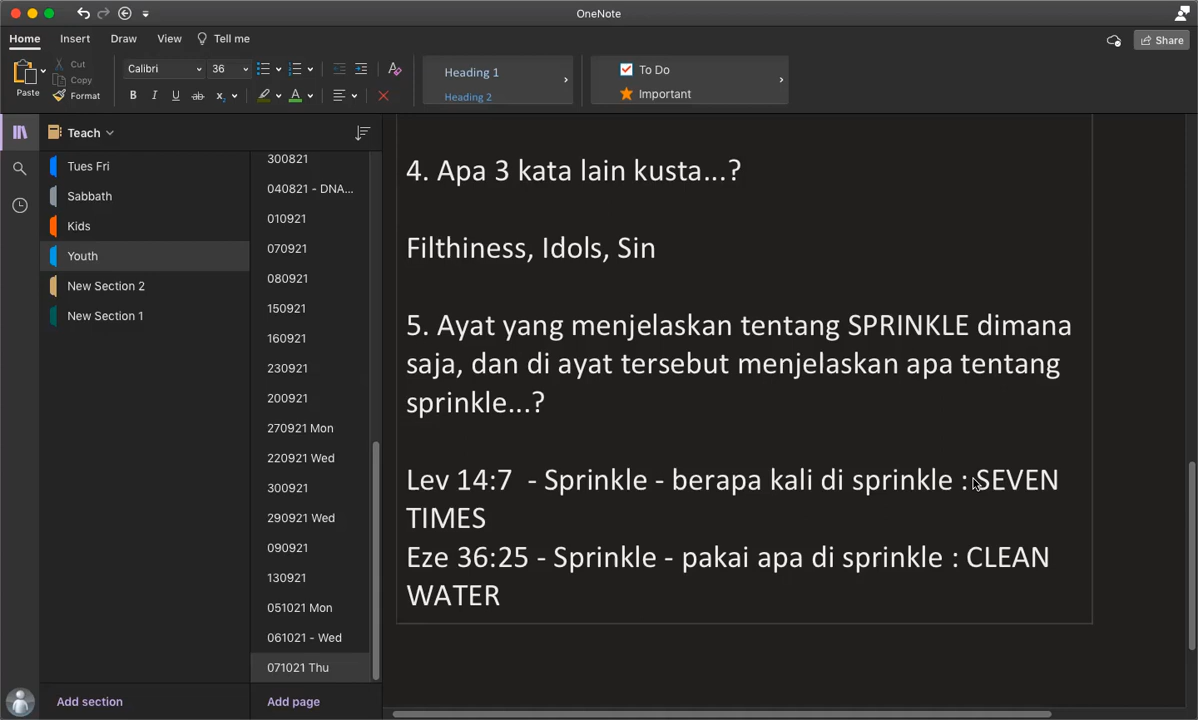 OneNote
Home Insert Draw View Tell me
Share
Paste
Cut
Copy
Format
Calibri 36
Heading 1
Heading 2
To Do
Important
Teach
Tues Fri
Sabbath
Kids
Youth
New Section 2
New Section 1
Add section
300821
040821 - DNA...
010921
070921
080921
150921
160921
230921
200921
270921 Mon
220921 Wed
300921
290921 Wed
090921
130921
051021 Mon
061021 - Wed
071021 Thu
Add page
4. Apa 3 kata lain kusta...?
Filthiness, Idols, Sin
5. Ayat yang menjelaskan tentang SPRINKLE dimana
saja, dan di ayat tersebut menjelaskan apa tentang
sprinkle...?
Lev 14:7 - Sprinkle - berapa kali di sprinkle : SEVEN
TIMES
Eze 36:25 - Sprinkle - pakai apa di sprinkle : CLEAN
WATER